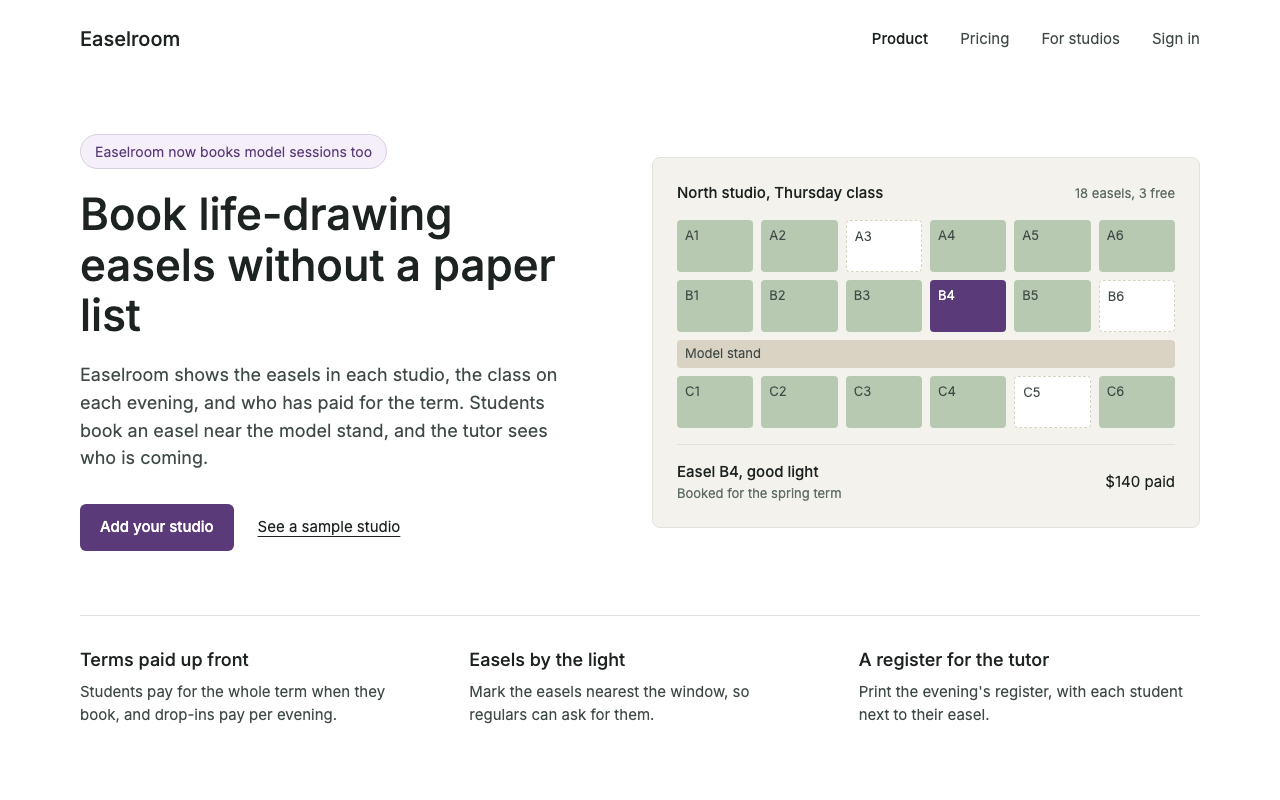 Easelroom
Product
Pricing
For studios
Sign in
Easelroom now books model sessions too
Book life-drawing
easels without a paper
list
Easelroom shows the easels in each studio, the class on
each evening, and who has paid for the term. Students
book an easel near the model stand, and the tutor sees
who is coming.
Add your studio
See a sample studio
North studio, Thursday class
18 easels, 3 free
A1
A2
A3
A4
A5
A6
B1
B2
B3
B4
B5
B6
Model stand
C1
C2
C3
C4
C5
C6
Easel B4, good light
Booked for the spring term
$140 paid
Terms paid up front
Students pay for the whole term when they
book, and drop-ins pay per evening.
Easels by the light
Mark the easels nearest the window, so
regulars can ask for them.
A register for the tutor
Print the evening's register, with each student
next to their easel.